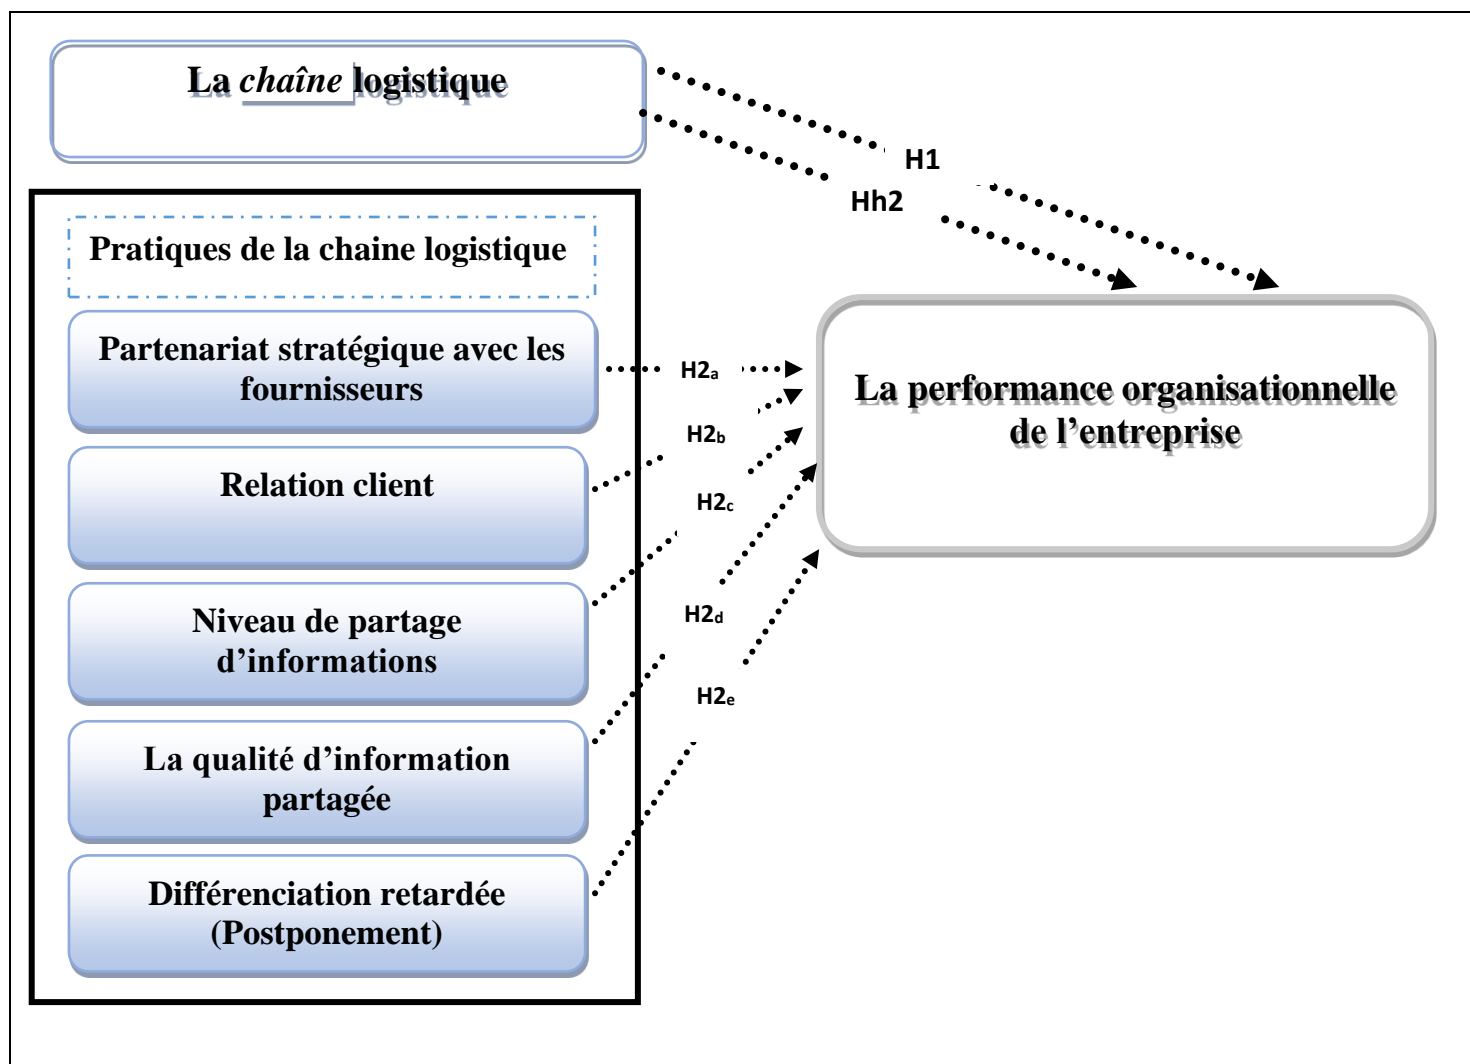 La chaîne logistique
H1
Hh2
Pratiques de la chaine logistique
Partenariat stratégique avec les
fournisseurs
H2a
La performance organisationnelle
de l’entreprise
H2b
Relation client
H2c
Niveau de partage
d’informations
H2d
La qualité d’information
partagée
H2e
Différenciation retardée
(Postponement)